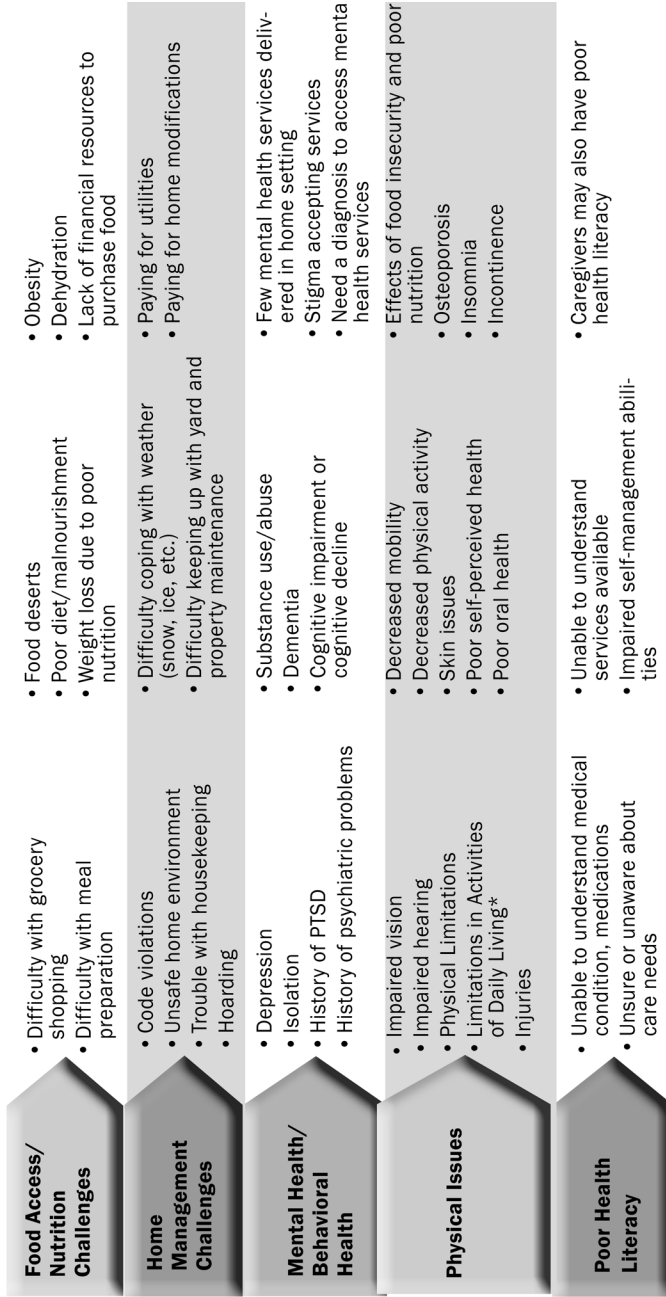 Food Access/
Nutrition
Challenges
• Difficulty with grocery
shopping
• Difficulty with meal
preparation
• Food deserts
• Poor diet/malnourishment
• Weight loss due to poor
nutrition
• Obesity
• Dehydration
• Lack of financial resources to
purchase food
Home
Management
Challenges
• Code violations
• Unsafe home environment
• Trouble with housekeeping
• Hoarding
• Difficulty coping with weather
(snow, ice, etc.)
• Difficulty keeping up with yard and
property maintenance
• Paying for utilities
• Paying for home modifications
Mental Health/
Behavioral
Health
• Depression
• Isolation
• History of PTSD
• History of psychiatric problems
• Substance use/abuse
• Dementia
• Cognitive impairment or
cognitive decline
• Few mental health services deliv-
ered in home setting
• Stigma accepting services
• Need a diagnosis to access menta
health services
Physical Issues
• Impaired vision
• Impaired hearing
• Physical Limitations
• Limitations in Activities
of Daily Living*
• Injuries
• Decreased mobility
• Decreased physical activity
• Skin issues
• Poor self-perceived health
• Poor oral health
• Effects of food insecurity and poor
nutrition
• Osteoporosis
• Insomnia
• Incontinence
Poor Health
Literacy
• Unable to understand medical
condition, medications
• Unsure or unaware about
care needs
• Unable to understand
services available
• Impaired self-management abili-
ties
• Caregivers may also have poor
health literacy